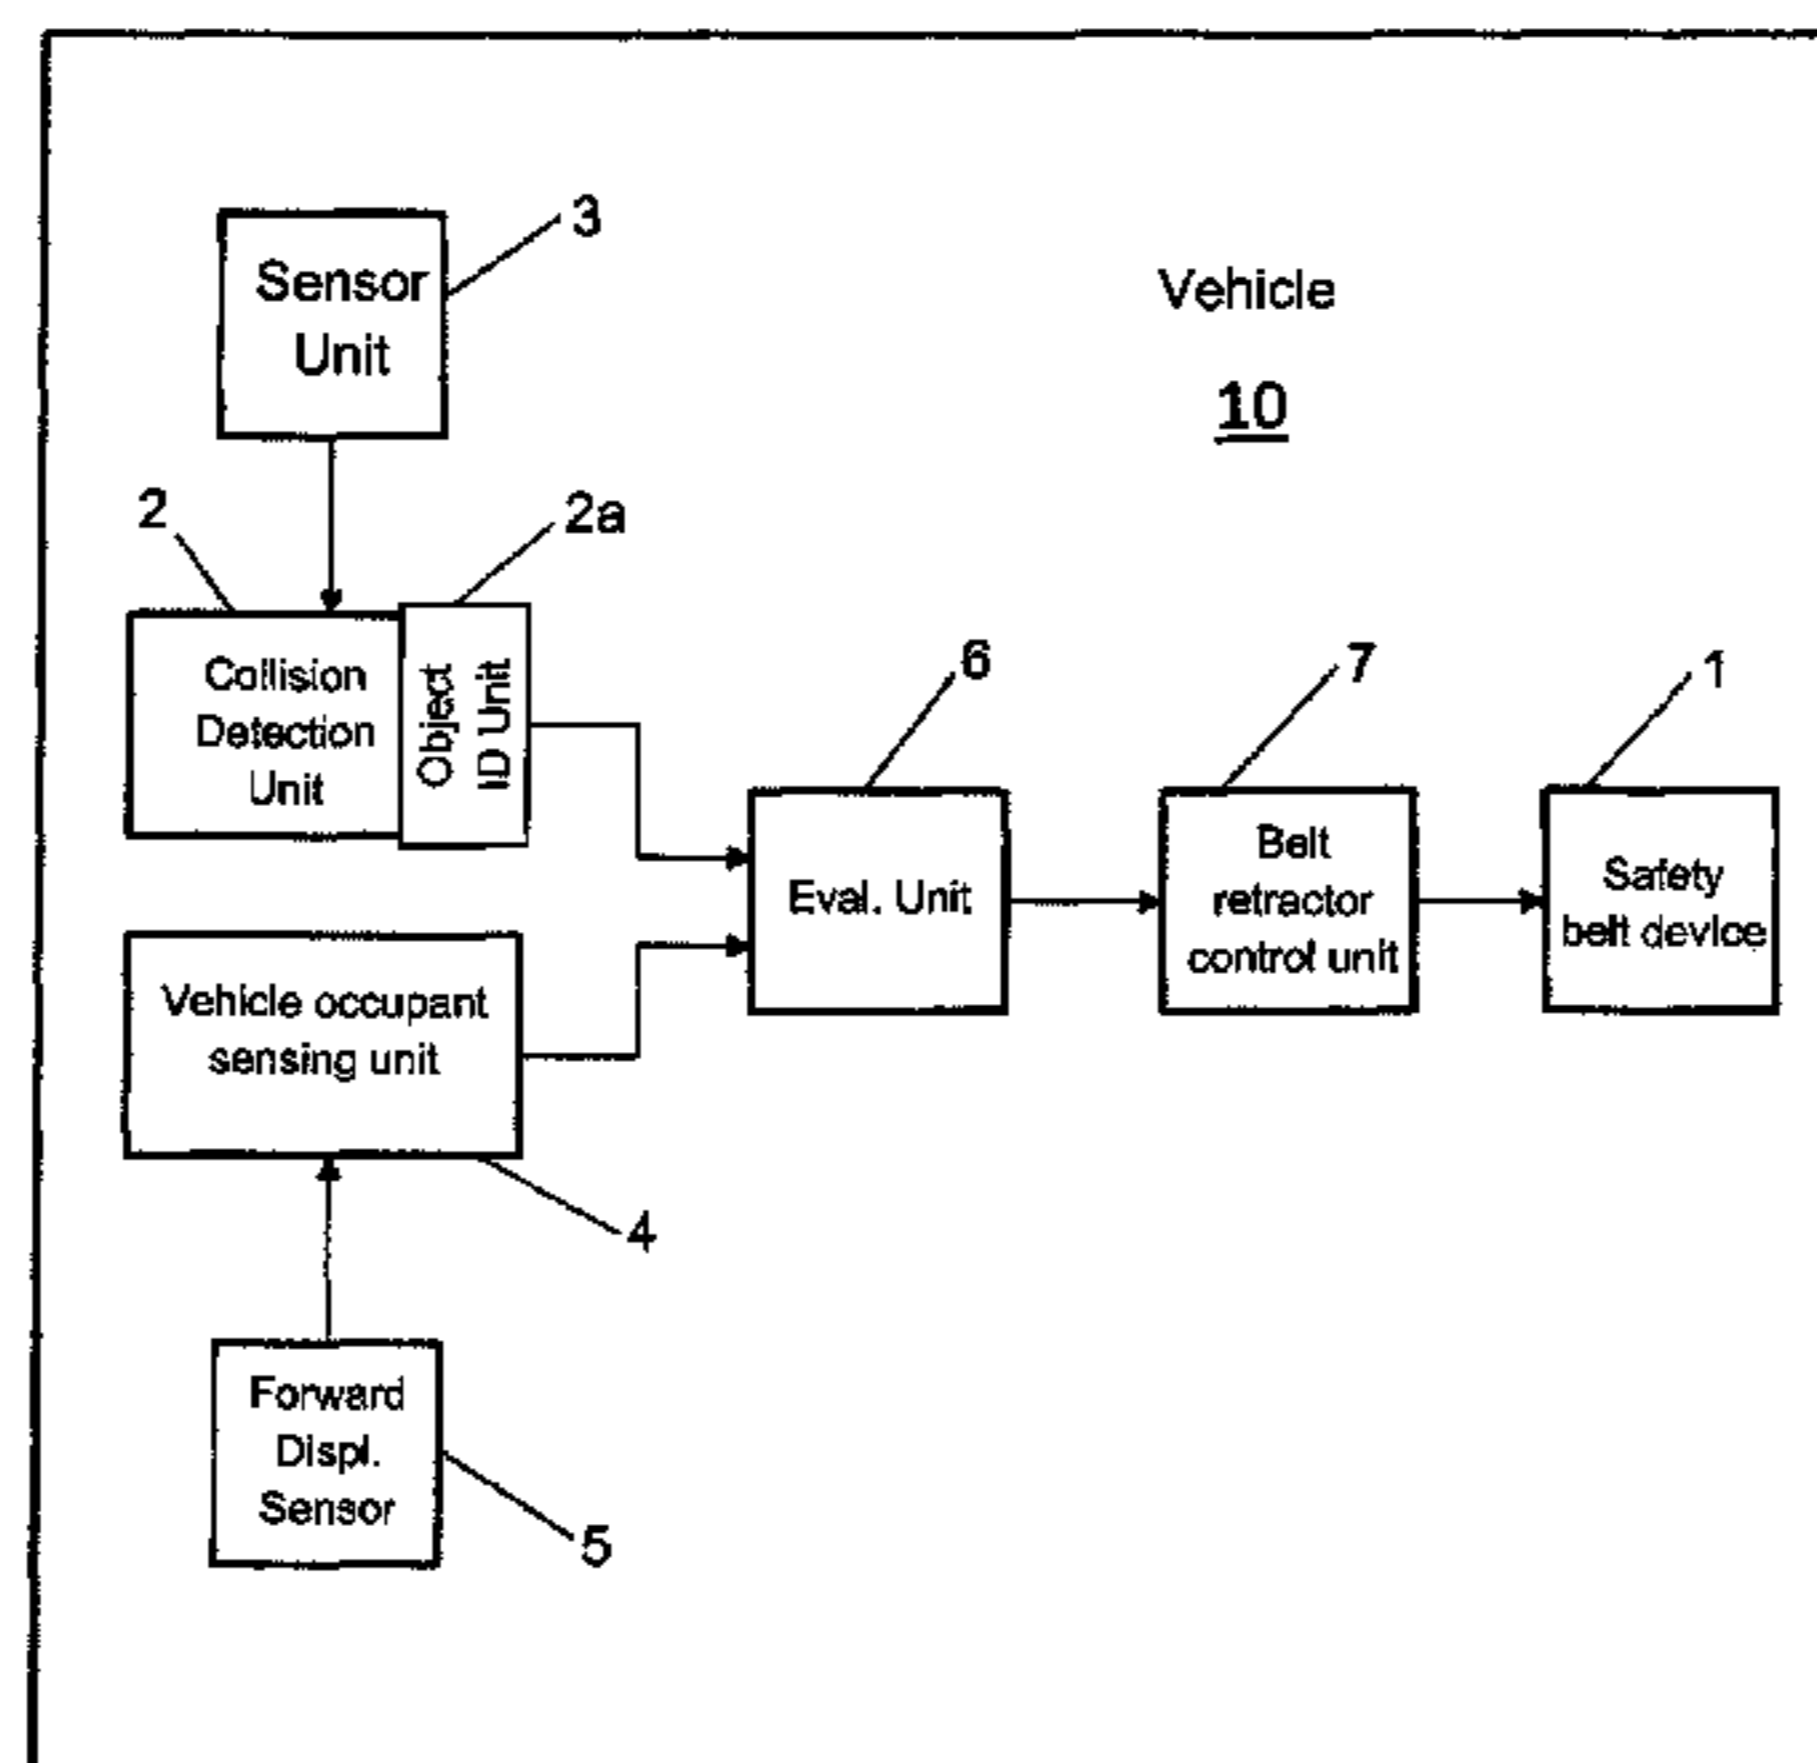 3
Sensor
Unit
Vehicle
10
2
2a
Collision
Detection
Unit
Object
ID Unit
6
7
1
Eval. Unit
Belt
retractor
control unit
Safety
belt device
Vehicle occupant
sensing unit
4
Forward
Displ.
Sensor
5